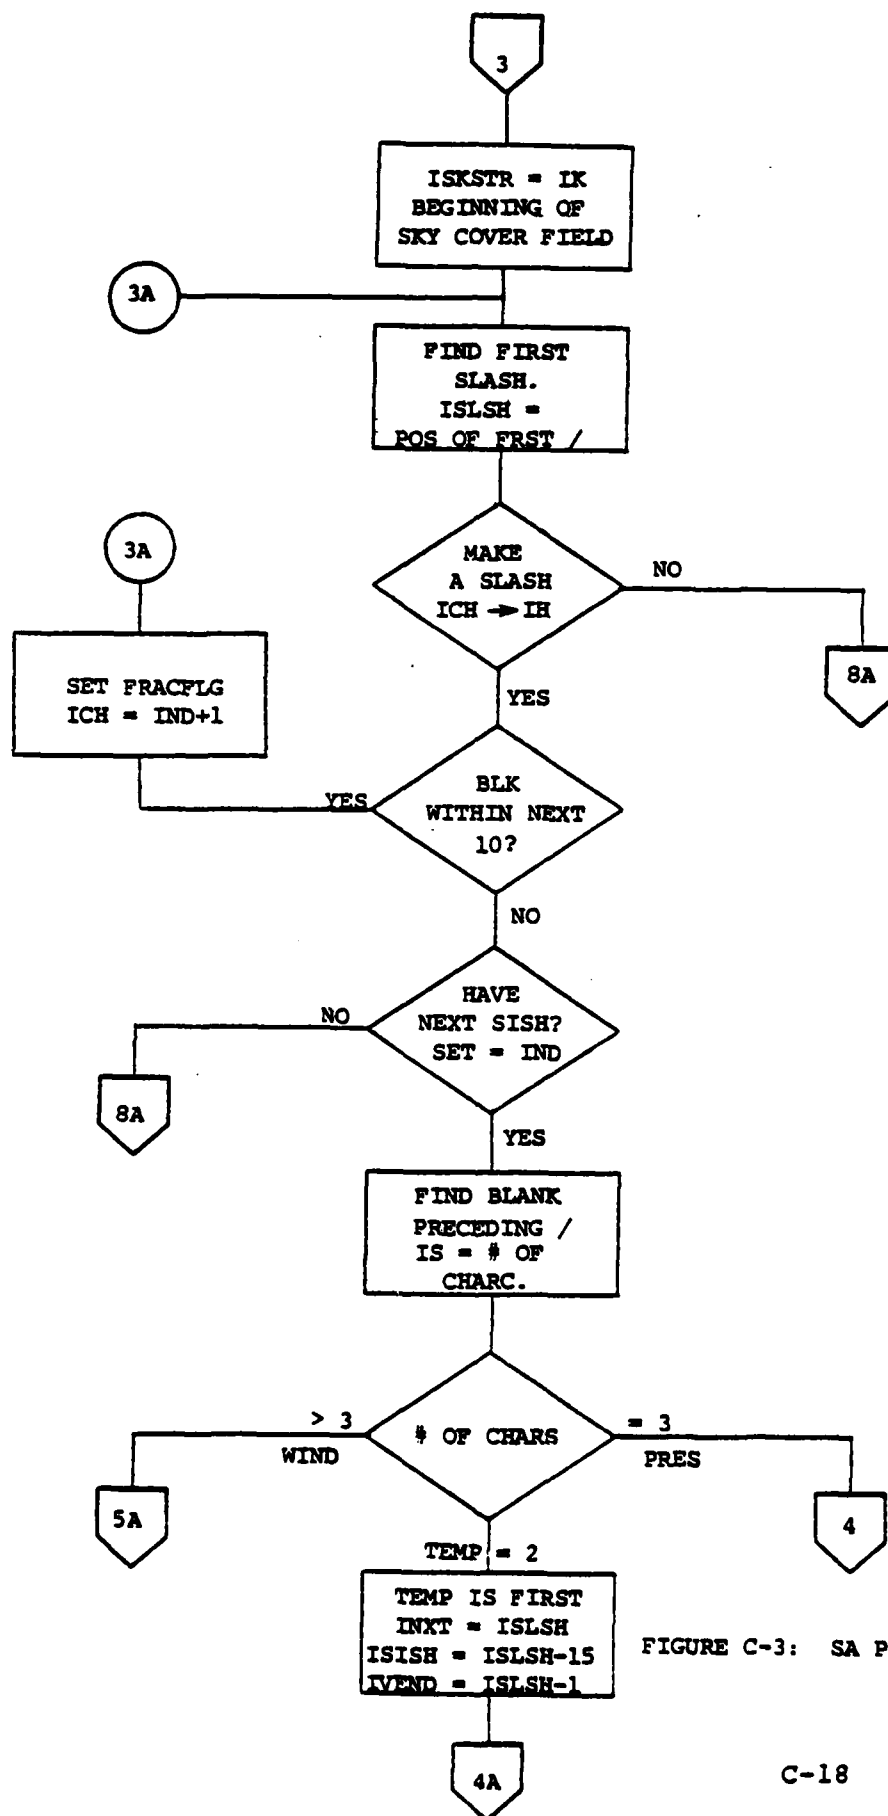 3
ISKSTR = IK
BEGINNING OF
SKY COVER FIELD
3A
FIND FIRST
SLASH.
ISLSH =
POS OF FRST /
MAKE
A SLASH
ICH → IH
NO
8A
YES
3A
SET FRACFLG
ICH = IND+1
YES
BLK
WITHIN NEXT
10?
NO
HAVE
NEXT SISH?
SET = IND
NO
8A
YES
FIND BLANK
PRECEDING /
IS = # OF
CHARC.
# OF CHARS
> 3
WIND
5A
= 3
PRES
4
TEMP = 2
TEMP IS FIRST
INXT = ISLSH
ISISH = ISLSH-15
IVEND = ISLSH-1
4A
FIGURE C-3: SA P
C-18